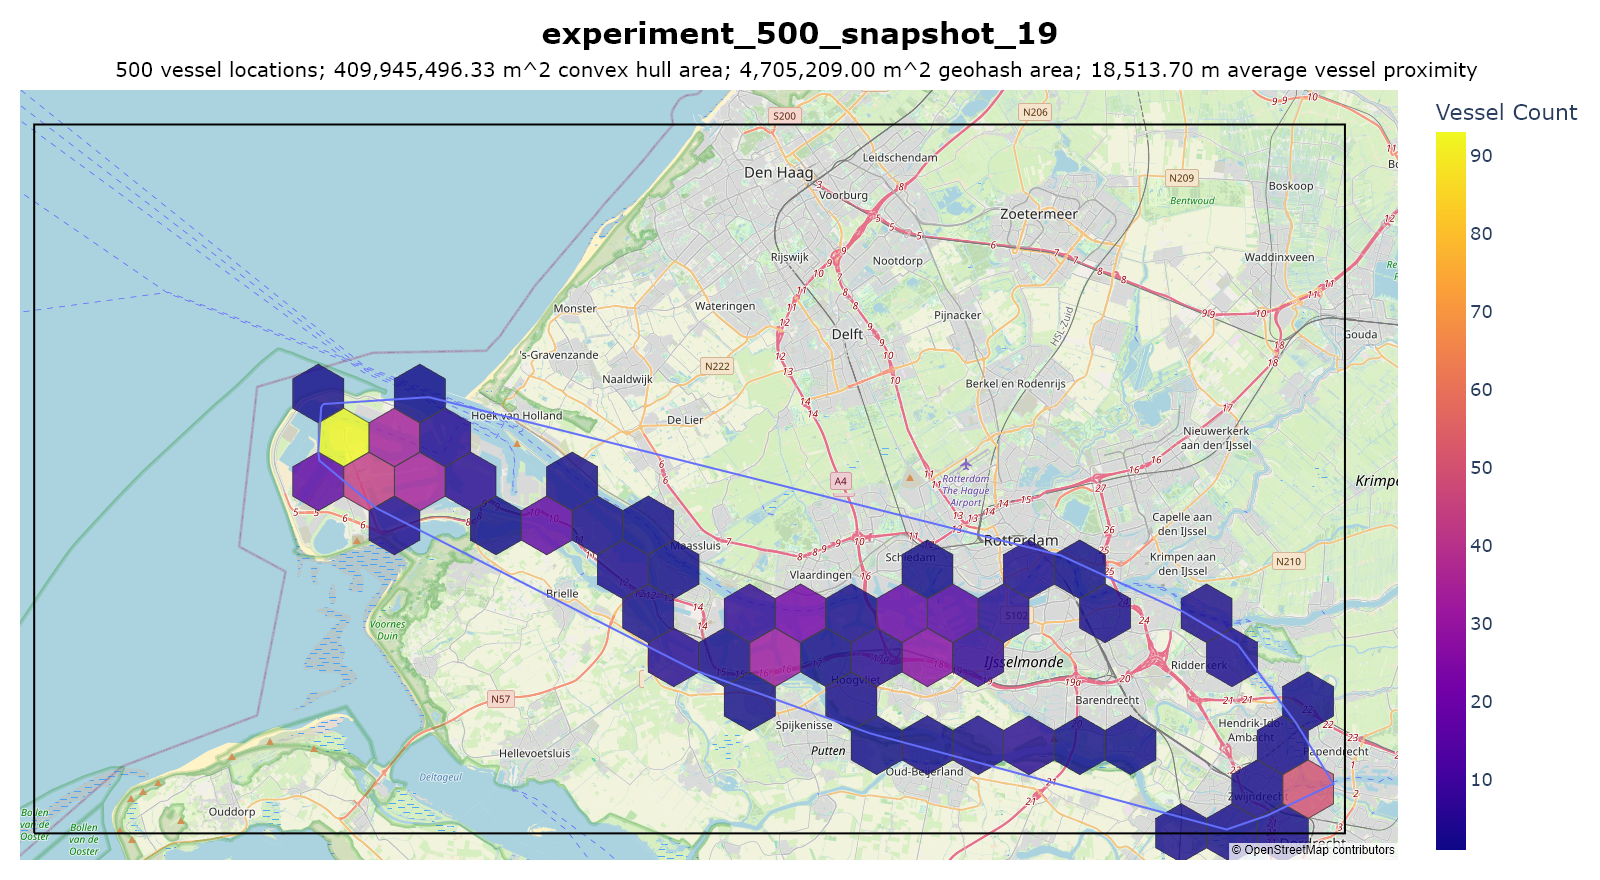 experiment_500_snapshot_19
500 vessel locations; 409,945,496.33 m^2 convex hull area; 4,705,209.00 m^2 geohash area; 18,513.70 m average vessel proximity
Vessel Count
90
80
70
60
50
40
30
20
10
S200
N206
Den Haag
Leidschendam
Voorburg
N209
Boskoop
Bentwoud
Zoetermeer
Rijswijk
Nootdorp
Waddinxveen
Monster
Wateringen
Pijnacker
HSL-Zuid
Delft
Gouda
's-Gravenzande
N222
Naaldwijk
Berkel en Rodenrijs
Hoek van Holland
De Lier
Nieuwerkerk
aan den IJssel
A4
Rotterdam
The Hague
Airport
Krimpe
Capelle aan
den IJssel
Rotterdam
Maassluis
Schiedam
Krimpen aan
den IJssel
N210
Vlaardingen
Brielle
S102
Voornes
Duin
IJsselmonde
Ridderkerk
Hoogvliet
N57
Barendrecht
Spijkenisse
Hendrik-Ido-
Ambacht
Papendrecht
Hellevoetsluis
Putten
Oud-Beijerland
Deltageul
Zwijndrecht
Ouddorp
Bollen
van de
Ooster
Bollen
van de
Ooster
Dordrecht
© OpenStreetMap contributors